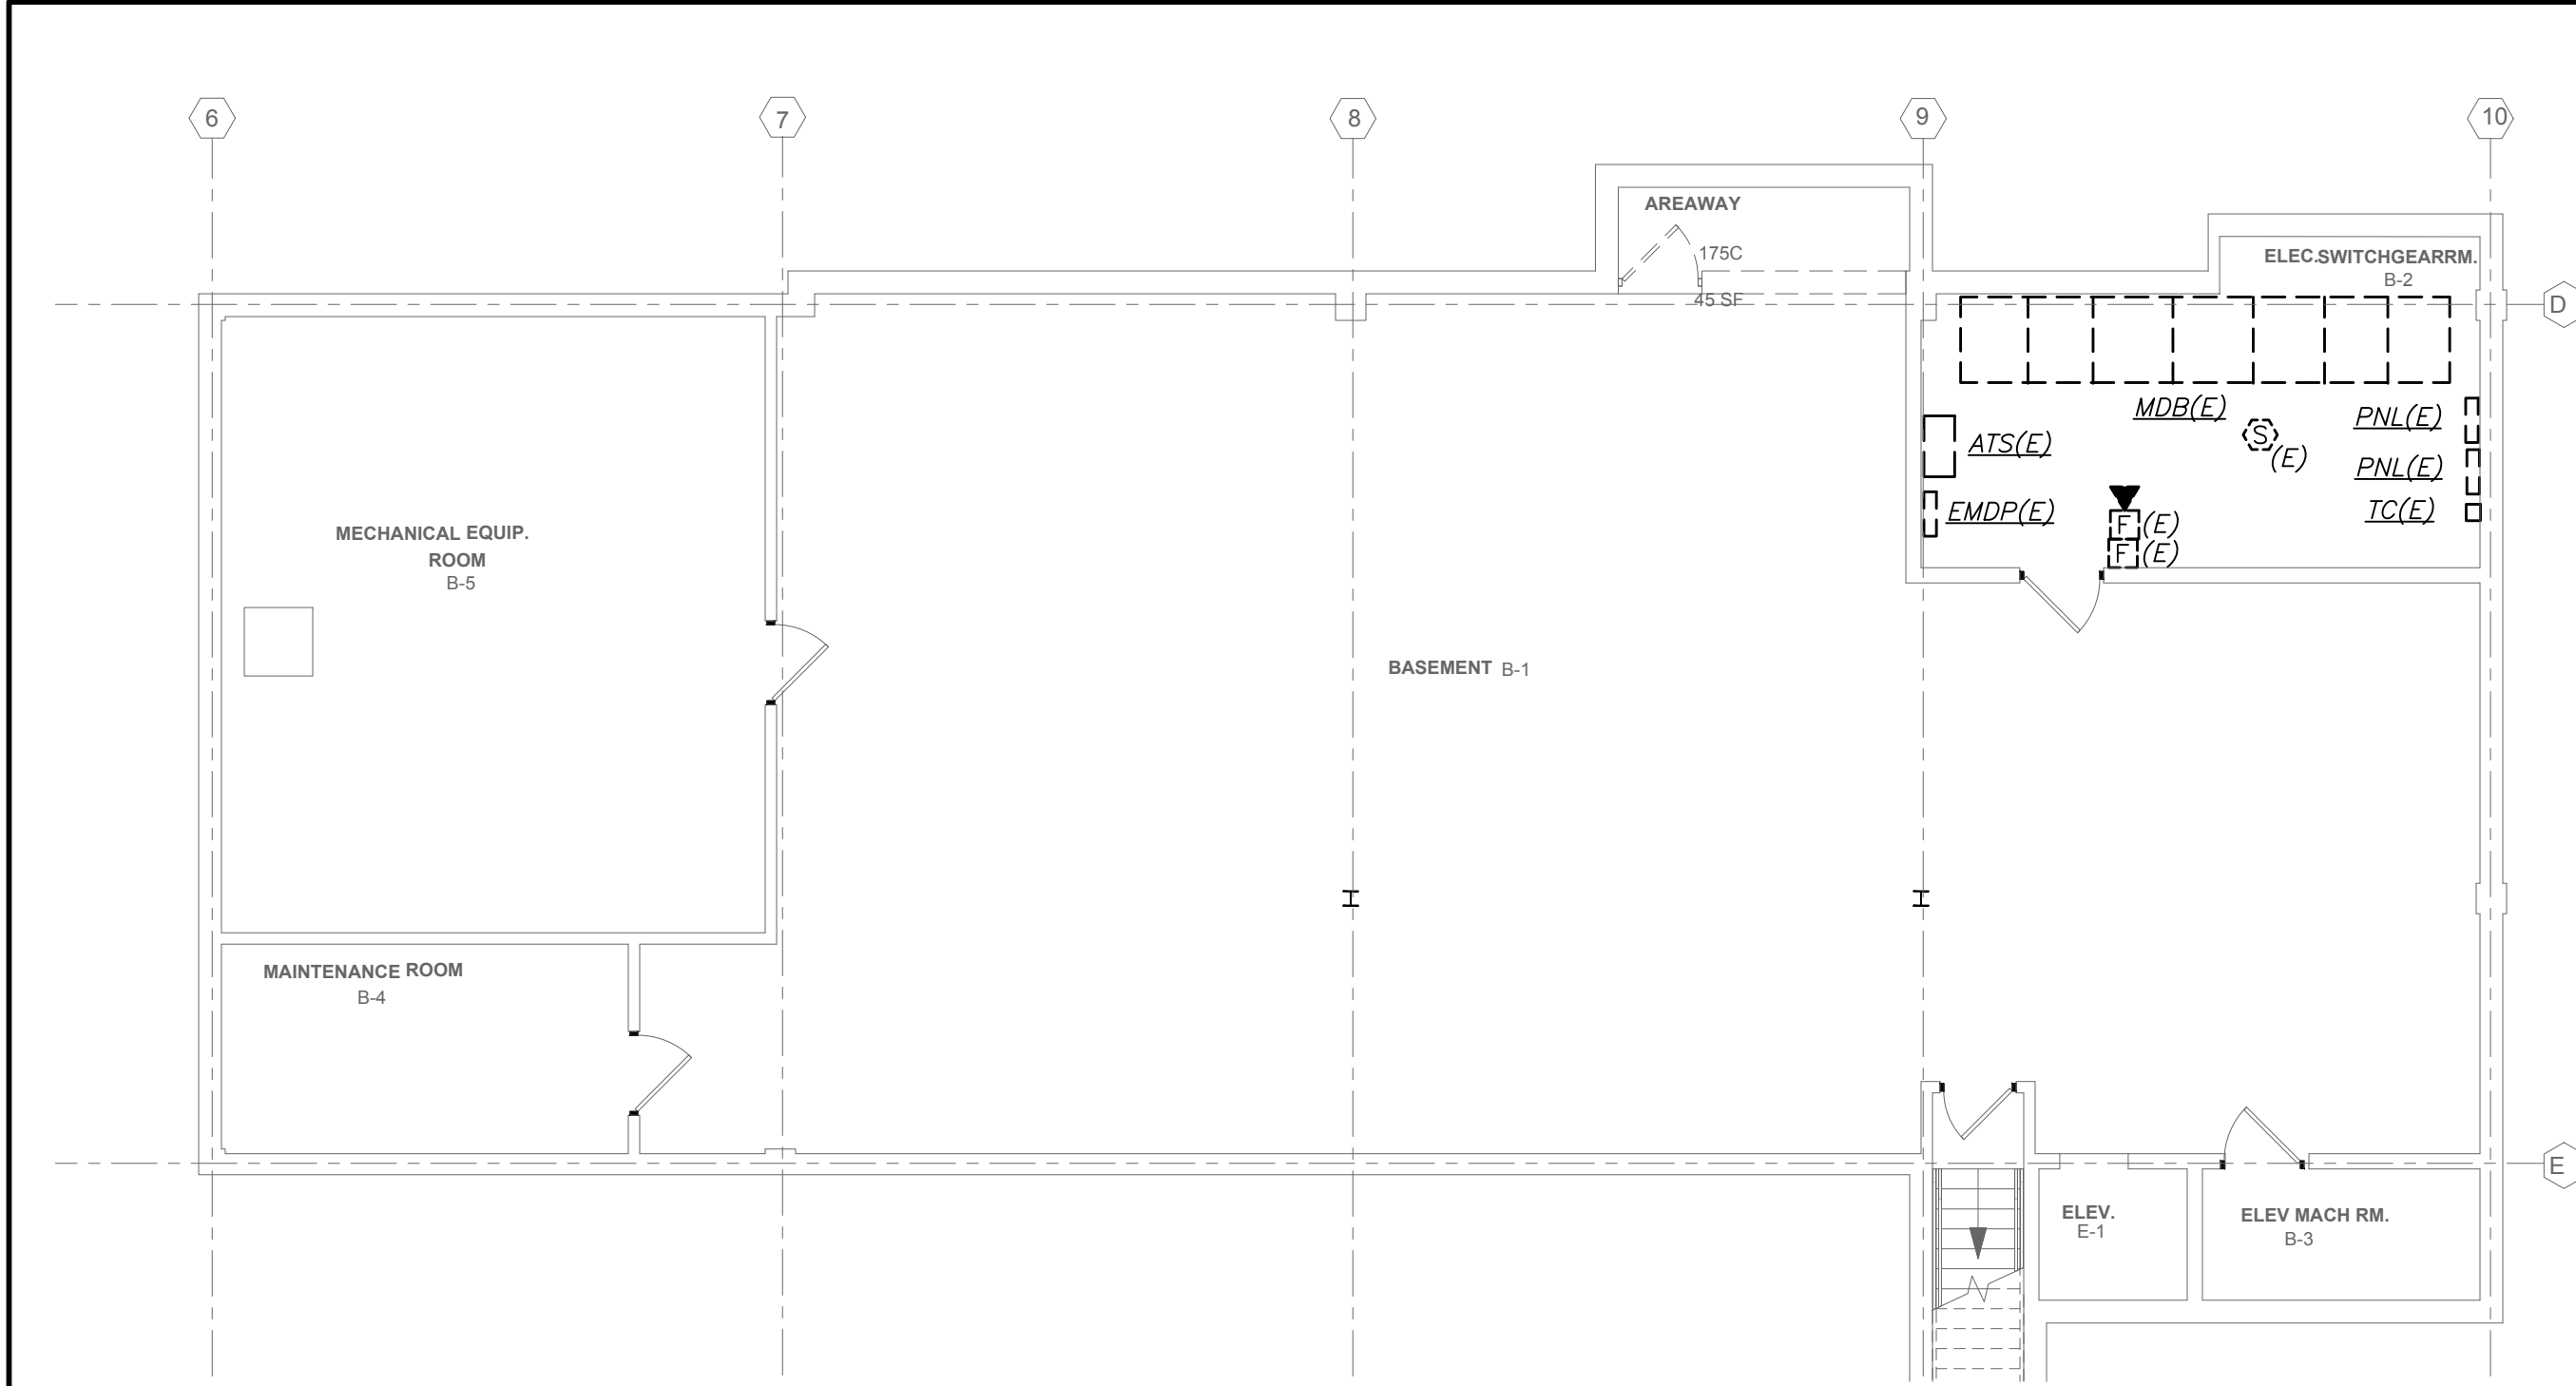 6
7
8
9
10
AREAWAY
175C
45 SF
ELEC.SWITCHGEARRM.
B-2
D
MDB(E)
PNL(E)
S
(E)
ATS(E)
PNL(E)
EMDP(E)
TC(E)
F (E)
F (E)
MECHANICAL EQUIP.
ROOM
B-5
BASEMENT B-1
MAINTENANCE ROOM
B-4
E
ELEV.
E-1
ELEV MACH RM.
B-3